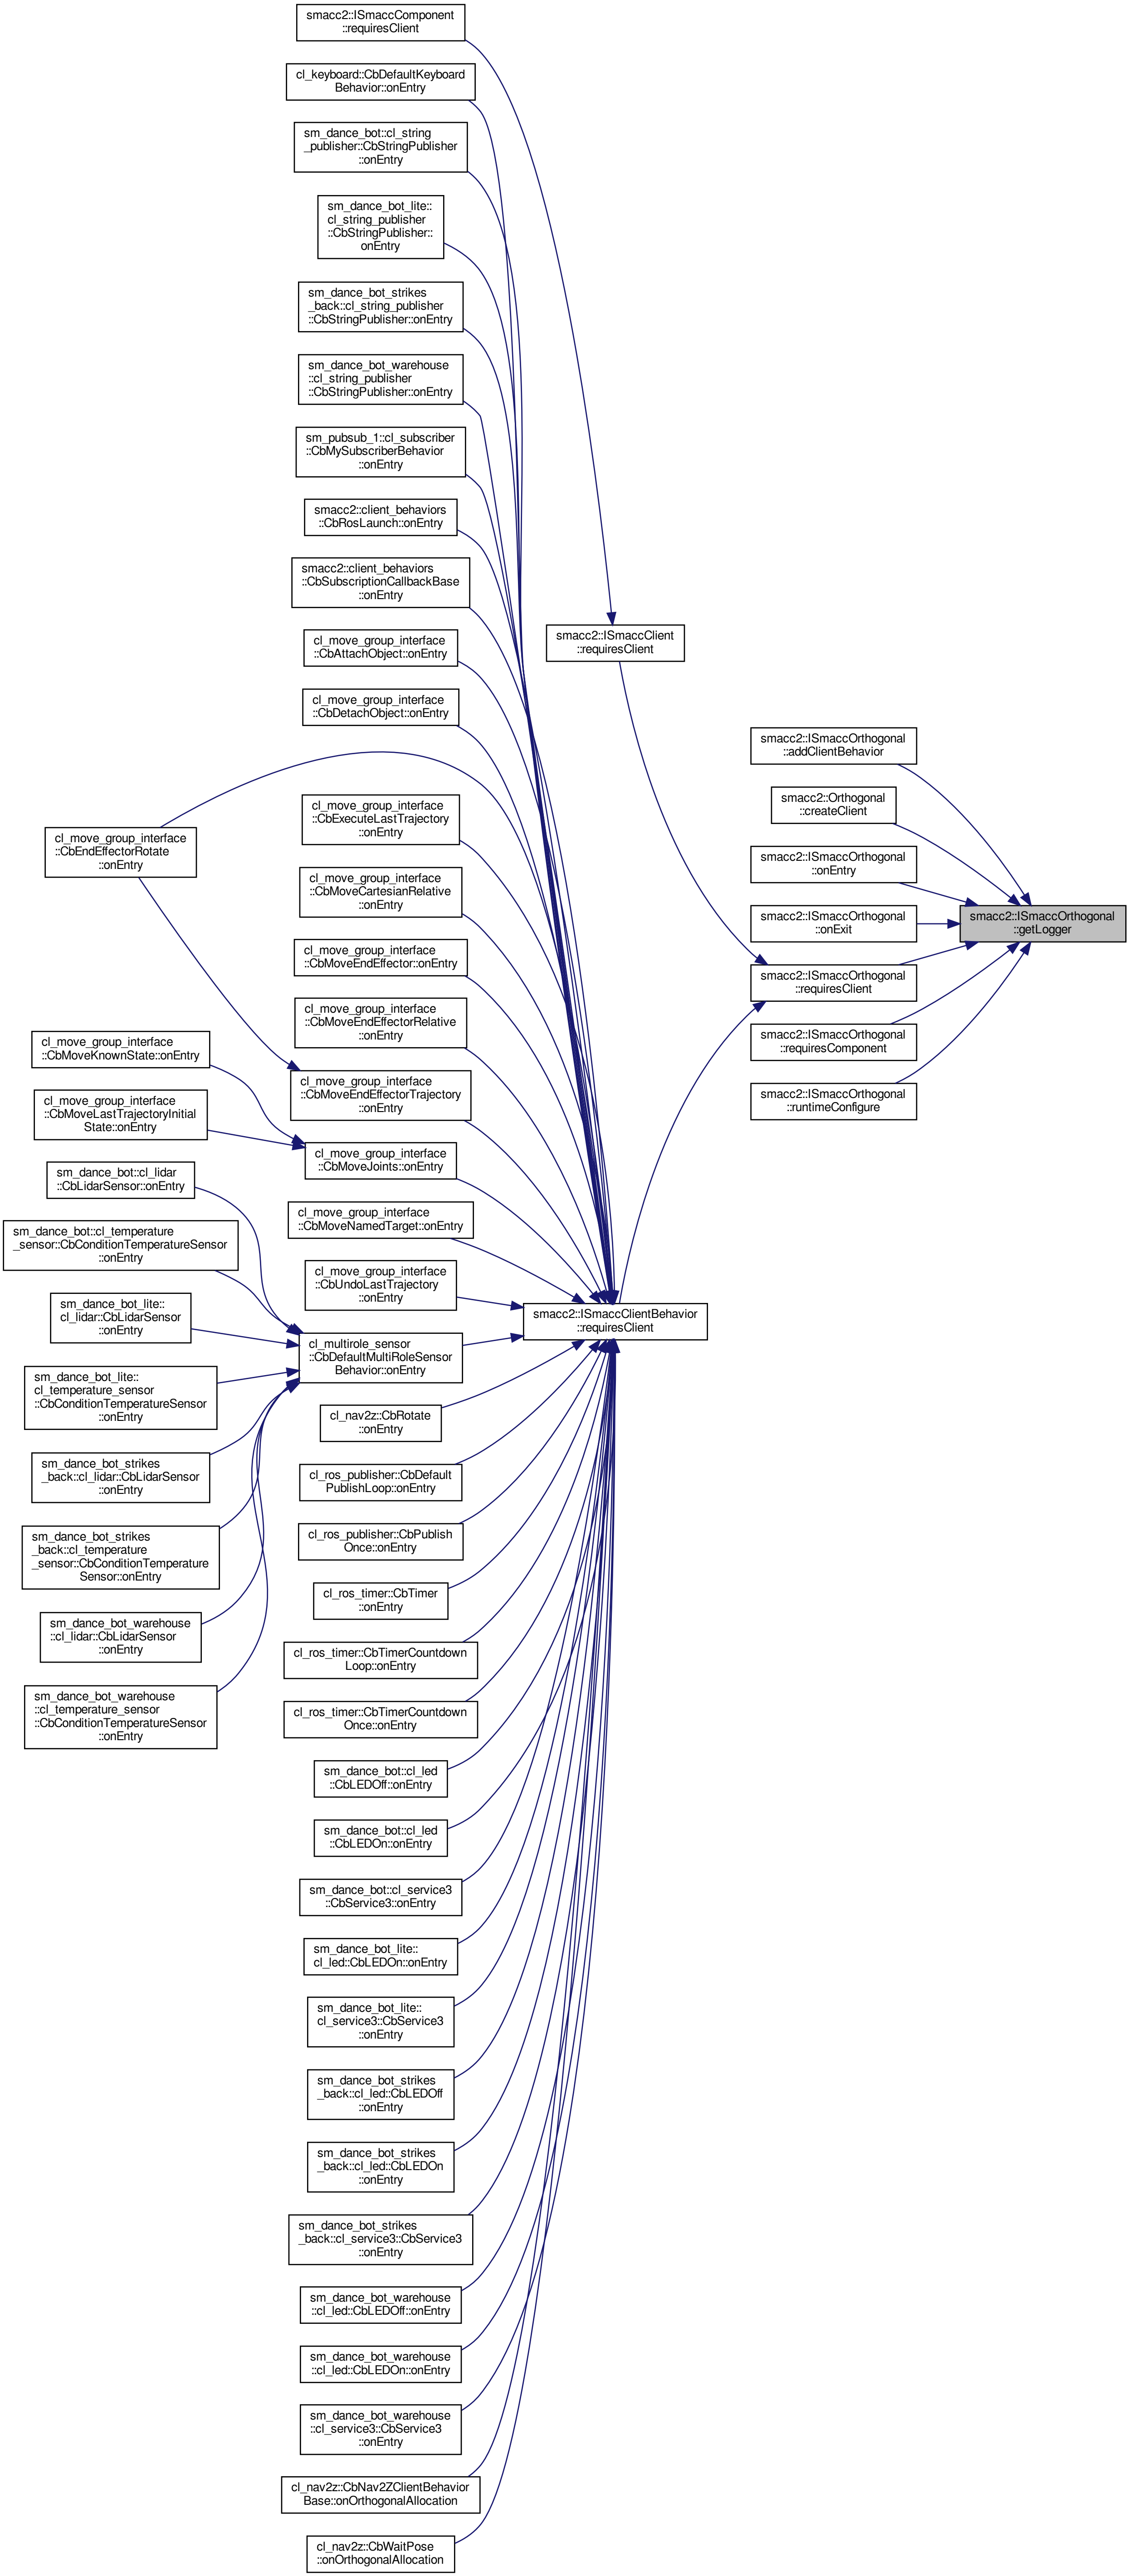 smacc2::ISmaccComponent
::requiresClient
cl_keyboard::CbDefaultKeyboard
Behavior::onEntry
sm_dance_bot::cl_string
_publisher::CbStringPublisher
::onEntry
sm_dance_bot_lite::
cl_string_publisher
::CbStringPublisher::
onEntry
sm_dance_bot_strikes
_back::cl_string_publisher
::CbStringPublisher::onEntry
sm_dance_bot_warehouse
::cl_string_publisher
::CbStringPublisher::onEntry
sm_pubsub_1::cl_subscriber
::CbMySubscriberBehavior
::onEntry
smacc2::client_behaviors
::CbRosLaunch::onEntry
smacc2::client_behaviors
::CbSubscriptionCallbackBase
::onEntry
cl_move_group_interface
::CbAttachObject::onEntry
cl_move_group_interface
::CbDetachObject::onEntry
cl_move_group_interface
::CbEndEffectorRotate
::onEntry
cl_move_group_interface
::CbExecuteLastTrajectory
::onEntry
cl_move_group_interface
::CbMoveCartesianRelative
::onEntry
cl_move_group_interface
::CbMoveEndEffector::onEntry
cl_move_group_interface
::CbMoveEndEffectorRelative
::onEntry
cl_move_group_interface
::CbMoveEndEffectorTrajectory
::onEntry
cl_move_group_interface
::CbMoveKnownState::onEntry
cl_move_group_interface
::CbMoveLastTrajectoryInitial
State::onEntry
cl_move_group_interface
::CbMoveJoints::onEntry
cl_move_group_interface
::CbMoveNamedTarget::onEntry
cl_move_group_interface
::CbUndoLastTrajectory
::onEntry
sm_dance_bot::cl_lidar
::CbLidarSensor::onEntry
sm_dance_bot::cl_temperature
_sensor::CbConditionTemperatureSensor
::onEntry
sm_dance_bot_lite::
cl_lidar::CbLidarSensor
::onEntry
sm_dance_bot_lite::
cl_temperature_sensor
::CbConditionTemperatureSensor
::onEntry
sm_dance_bot_strikes
_back::cl_lidar::CbLidarSensor
::onEntry
sm_dance_bot_strikes
_back::cl_temperature
_sensor::CbConditionTemperature
Sensor::onEntry
sm_dance_bot_warehouse
::cl_lidar::CbLidarSensor
::onEntry
sm_dance_bot_warehouse
::cl_temperature_sensor
::CbConditionTemperatureSensor
::onEntry
cl_multirole_sensor
::CbDefaultMultiRoleSensor
Behavior::onEntry
cl_nav2z::CbRotate
::onEntry
cl_ros_publisher::CbDefault
PublishLoop::onEntry
cl_ros_publisher::CbPublish
Once::onEntry
cl_ros_timer::CbTimer
::onEntry
cl_ros_timer::CbTimerCountdown
Loop::onEntry
cl_ros_timer::CbTimerCountdown
Once::onEntry
sm_dance_bot::cl_led
::CbLEDOff::onEntry
sm_dance_bot::cl_led
::CbLEDOn::onEntry
sm_dance_bot::cl_service3
::CbService3::onEntry
sm_dance_bot_lite::
cl_led::CbLEDOn::onEntry
sm_dance_bot_lite::
cl_service3::CbService3
::onEntry
sm_dance_bot_strikes
_back::cl_led::CbLEDOff
::onEntry
sm_dance_bot_strikes
_back::cl_led::CbLEDOn
::onEntry
sm_dance_bot_strikes
_back::cl_service3::CbService3
::onEntry
sm_dance_bot_warehouse
::cl_led::CbLEDOff::onEntry
sm_dance_bot_warehouse
::cl_led::CbLEDOn::onEntry
sm_dance_bot_warehouse
::cl_service3::CbService3
::onEntry
cl_nav2z::CbNav2ZClientBehavior
Base::onOrthogonalAllocation
cl_nav2z::CbWaitPose
::onOrthogonalAllocation
smacc2::ISmaccClient
::requiresClient
smacc2::ISmaccClientBehavior
::requiresClient
smacc2::ISmaccOrthogonal
::addClientBehavior
smacc2::Orthogonal
::createClient
smacc2::ISmaccOrthogonal
::onEntry
smacc2::ISmaccOrthogonal
::onExit
smacc2::ISmaccOrthogonal
::requiresClient
smacc2::ISmaccOrthogonal
::requiresComponent
smacc2::ISmaccOrthogonal
::runtimeConfigure
smacc2::ISmaccOrthogonal
::getLogger